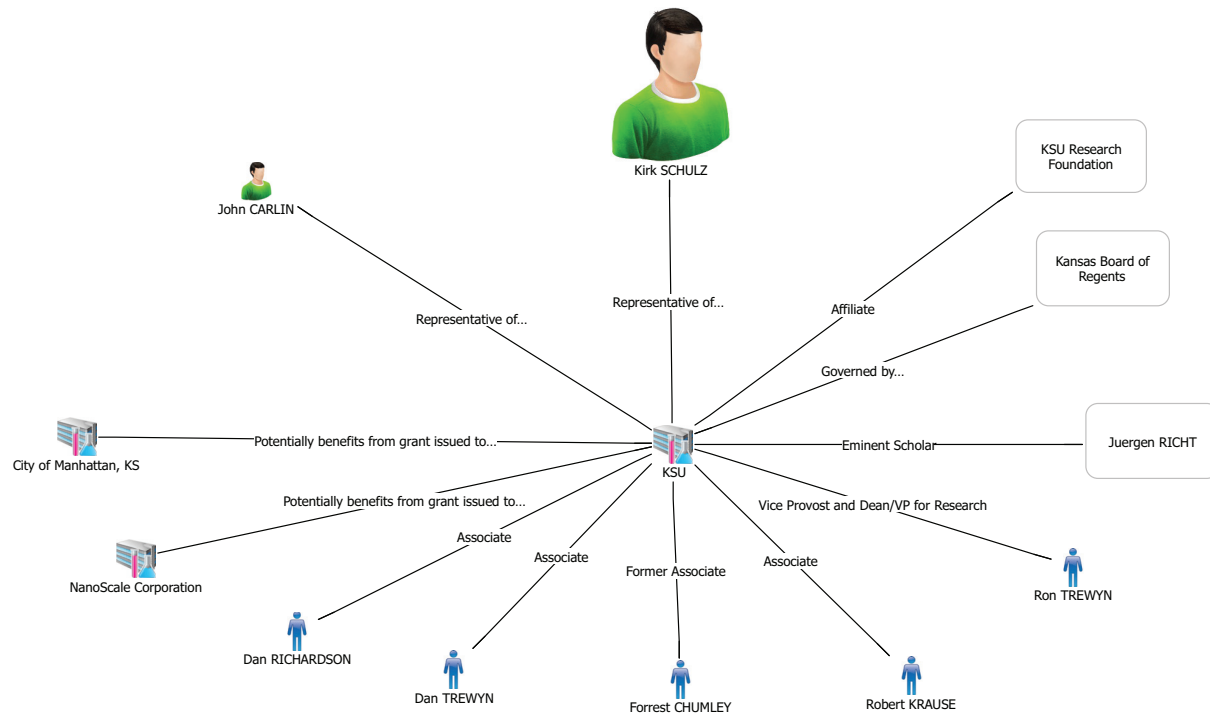 Kirk SCHULZ
KSU Research
Foundation
John CARLIN
Kansas Board of
Regents
Representative of...
Affiliate
Representative of...
Governed by...
City of Manhattan, KS
Potentially benefits from grant issued to...
KSU
Eminent Scholar
Juergen RICHT
Potentially benefits from grant issued to...
Vice Provost and Dean/VP for Research
NanoScale Corporation
Associate
Associate
Former Associate
Associate
Ron TREWYN
Dan RICHARDSON
Dan TREWYN
Forrest CHUMLEY
Robert KRAUSE